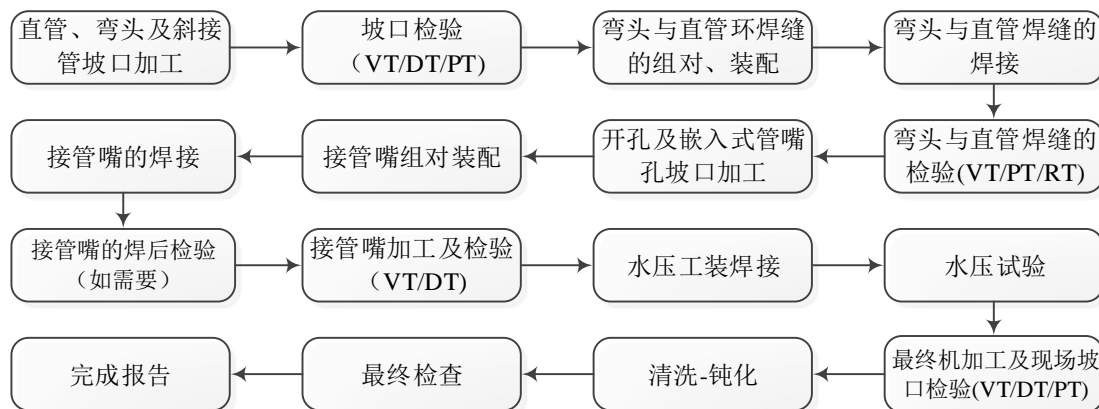 直管、弯头及斜接
管坡口加工
坡口检验
（VT/DT/PT)
弯头与直管环焊缝
的组对、装配
弯头与直管焊缝的
焊接
弯头与直管焊缝的
检验(VT/PT/RT)
开孔及嵌入式管嘴
孔坡口加工
接管嘴组对装配
接管嘴的焊接
接管嘴的焊后检验
（如需要）
接管嘴加工及检验
（VT/DT)
水压工装焊接
水压试验
最终机加工及现场坡
口检验(VT/DT/PT)
清洗-钝化
最终检查
完成报告